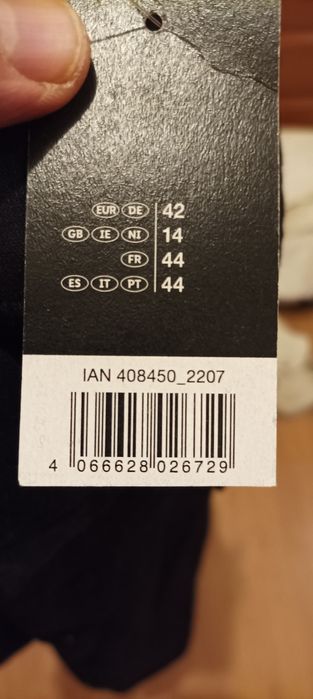 EUR DE 42
GB IE NI 14
FR 44
ES IT PT 44
IAN 408450_2207
4 066628 026729